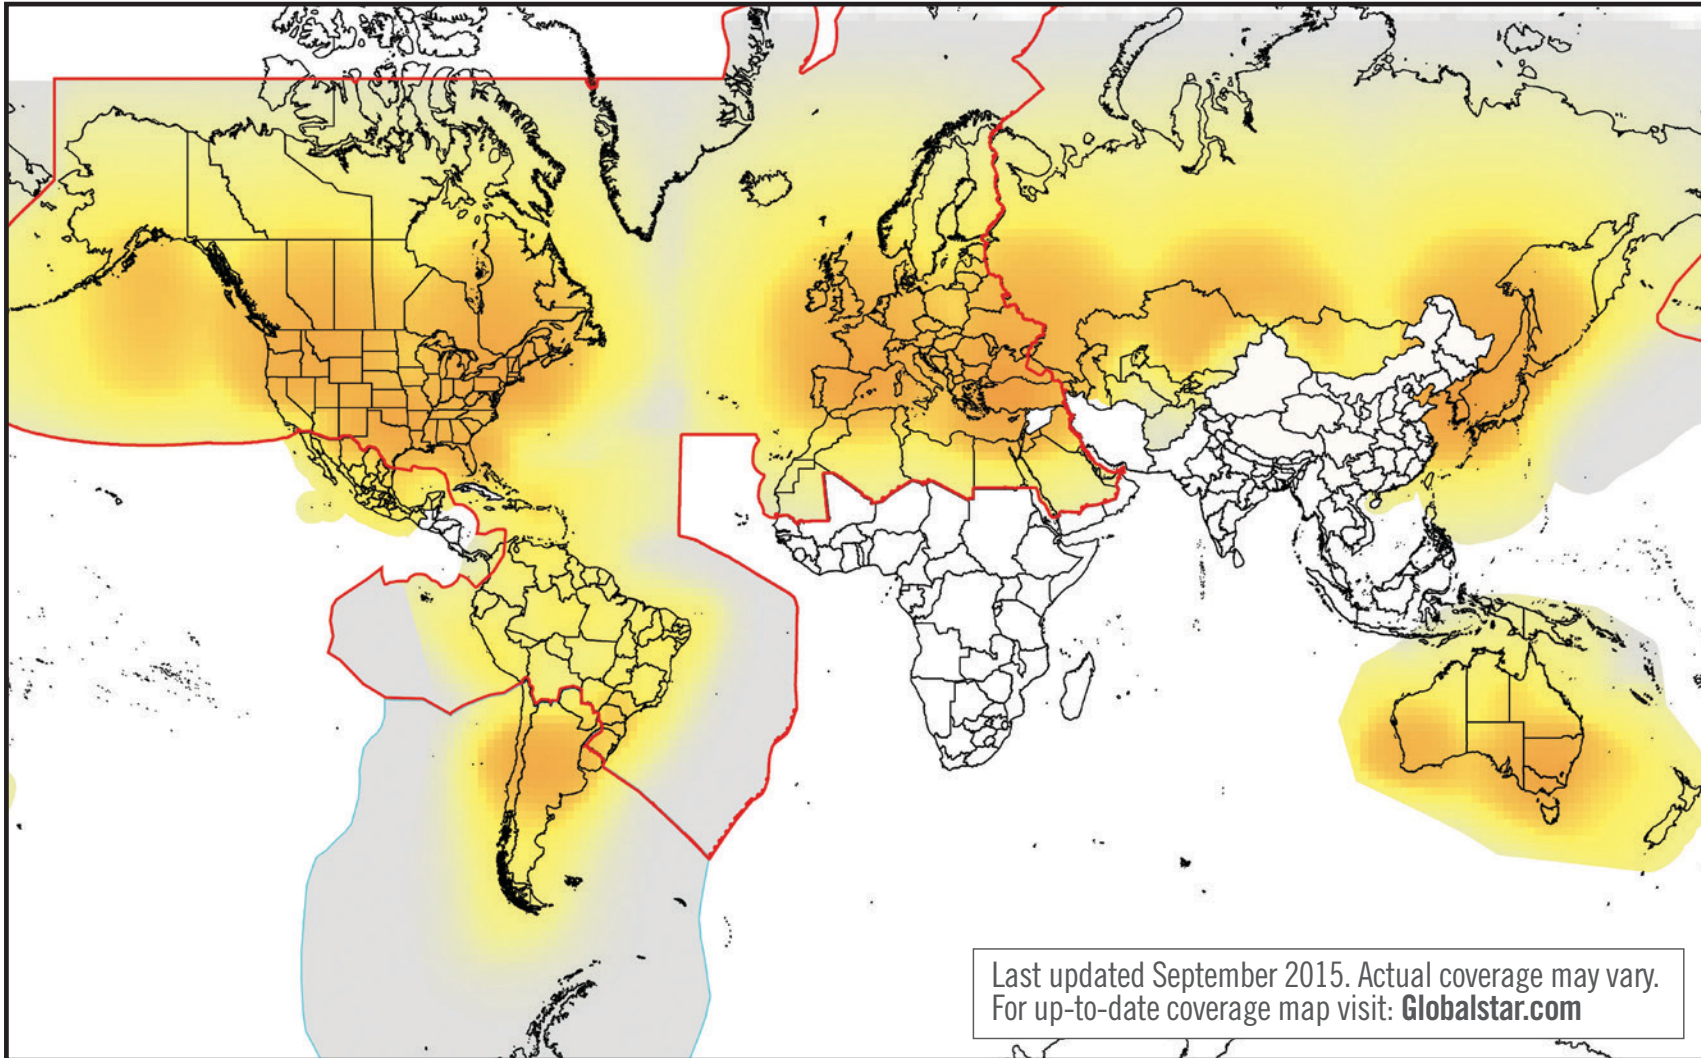 Last updated September 2015. Actual coverage may vary.
For up-to-date coverage map visit: Globalstar.com